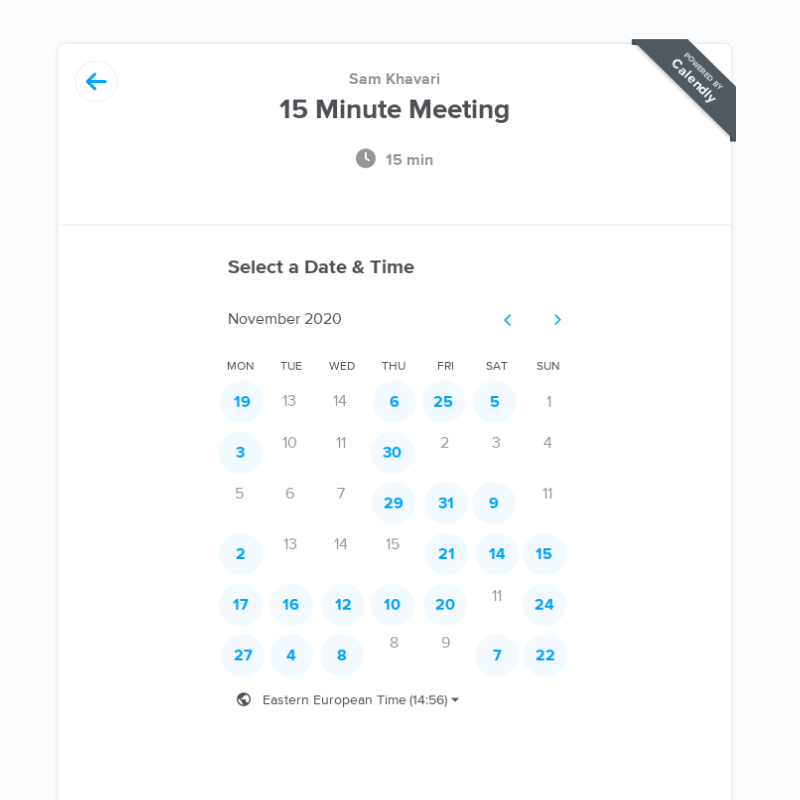 POWERED BY
Calendly
Sam Khavari
15 Minute Meeting
15 min
Select a Date & Time
November 2020
MON TUE WED THU FRI SAT SUN
19 13 14 6 25 5 1
3 10 11 30 2 3 4
5 6 7 29 31 9 11
2 13 14 15 21 14 15
17 16 12 10 20 11 24
27 4 8 8 9 7 22
Eastern European Time (14:56)